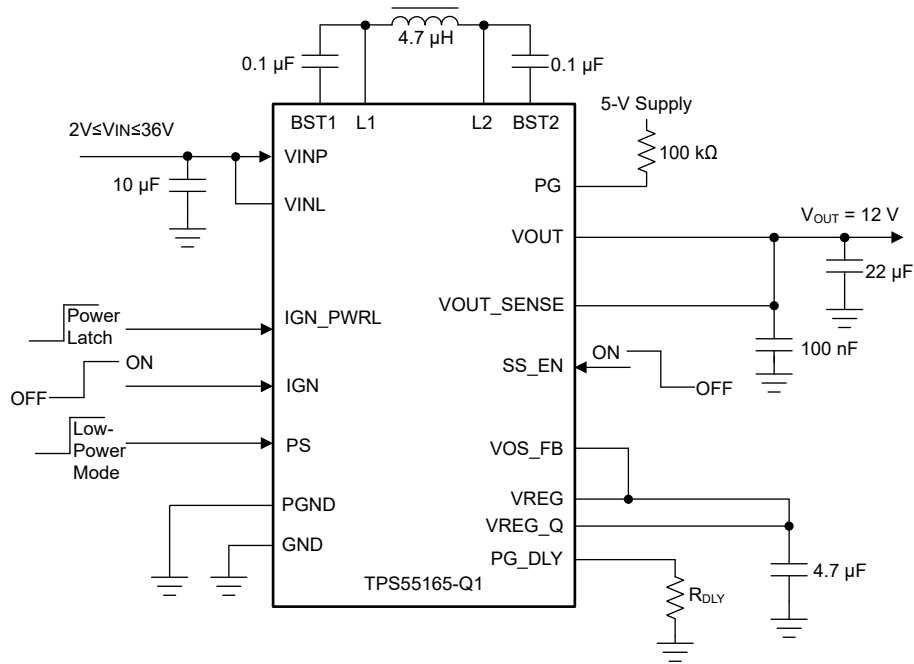 4.7 µH
0.1 µF
0.1 µF
BST1
L1
L2
BST2
5-V Supply
100 kΩ
2V≤VIN≤36V
VINP
10 µF
VINL
PG
VOUT
VOUT = 12 V
22 µF
VOUT_SENSE
100 nF
Power
Latch
IGN_PWRL
ON
OFF
IGN
SS_EN
ON
OFF
Low-
Power
Mode
PS
VOS_FB
VREG
VREG_Q
PGND
GND
PG_DLY
4.7 µF
RDLY
TPS55165-Q1